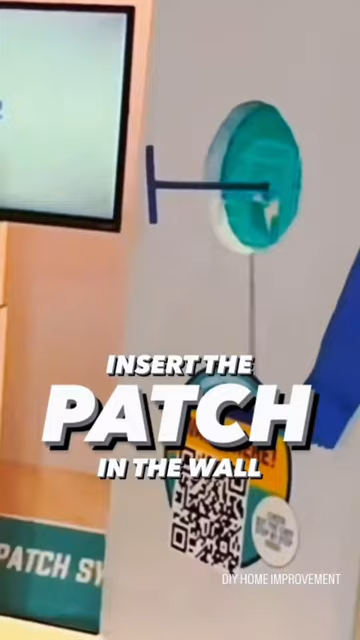 INSERT THE
PATCH
IN THE WALL
PATCH SY
DIY HOME IMPROVEMENT